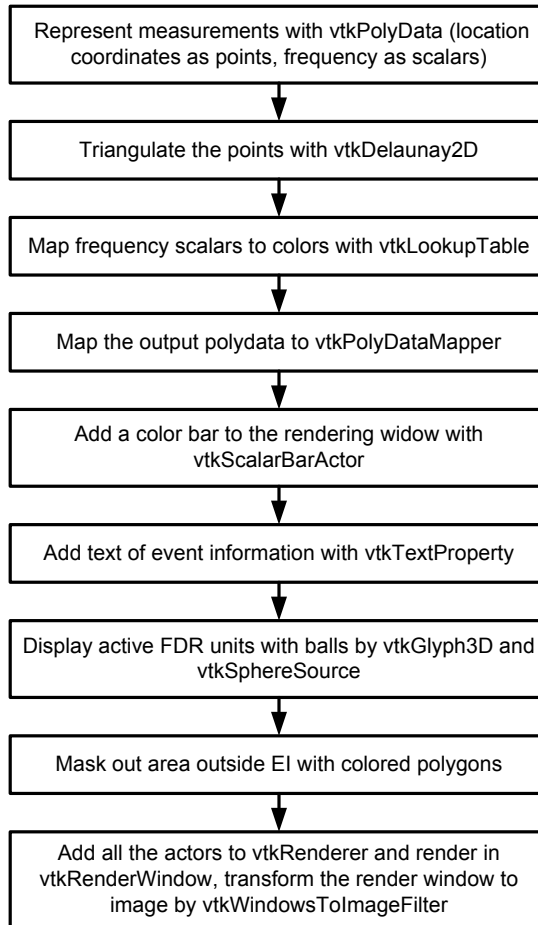 Represent measurements with vtkPolyData (location
coordinates as points, frequency as scalars)
Triangulate the points with vtkDelaunay2D
Map frequency scalars to colors with vtkLookupTable
Map the output polydata to vtkPolyDataMapper
Add a color bar to the rendering widow with
vtkScalarBarActor
Add text of event information with vtkTextProperty
Display active FDR units with balls by vtkGlyph3D and
vtkSphereSource
Mask out area outside EI with colored polygons
Add all the actors to vtkRenderer and render in
vtkRenderWindow, transform the render window to
image by vtkWindowsToImageFilter